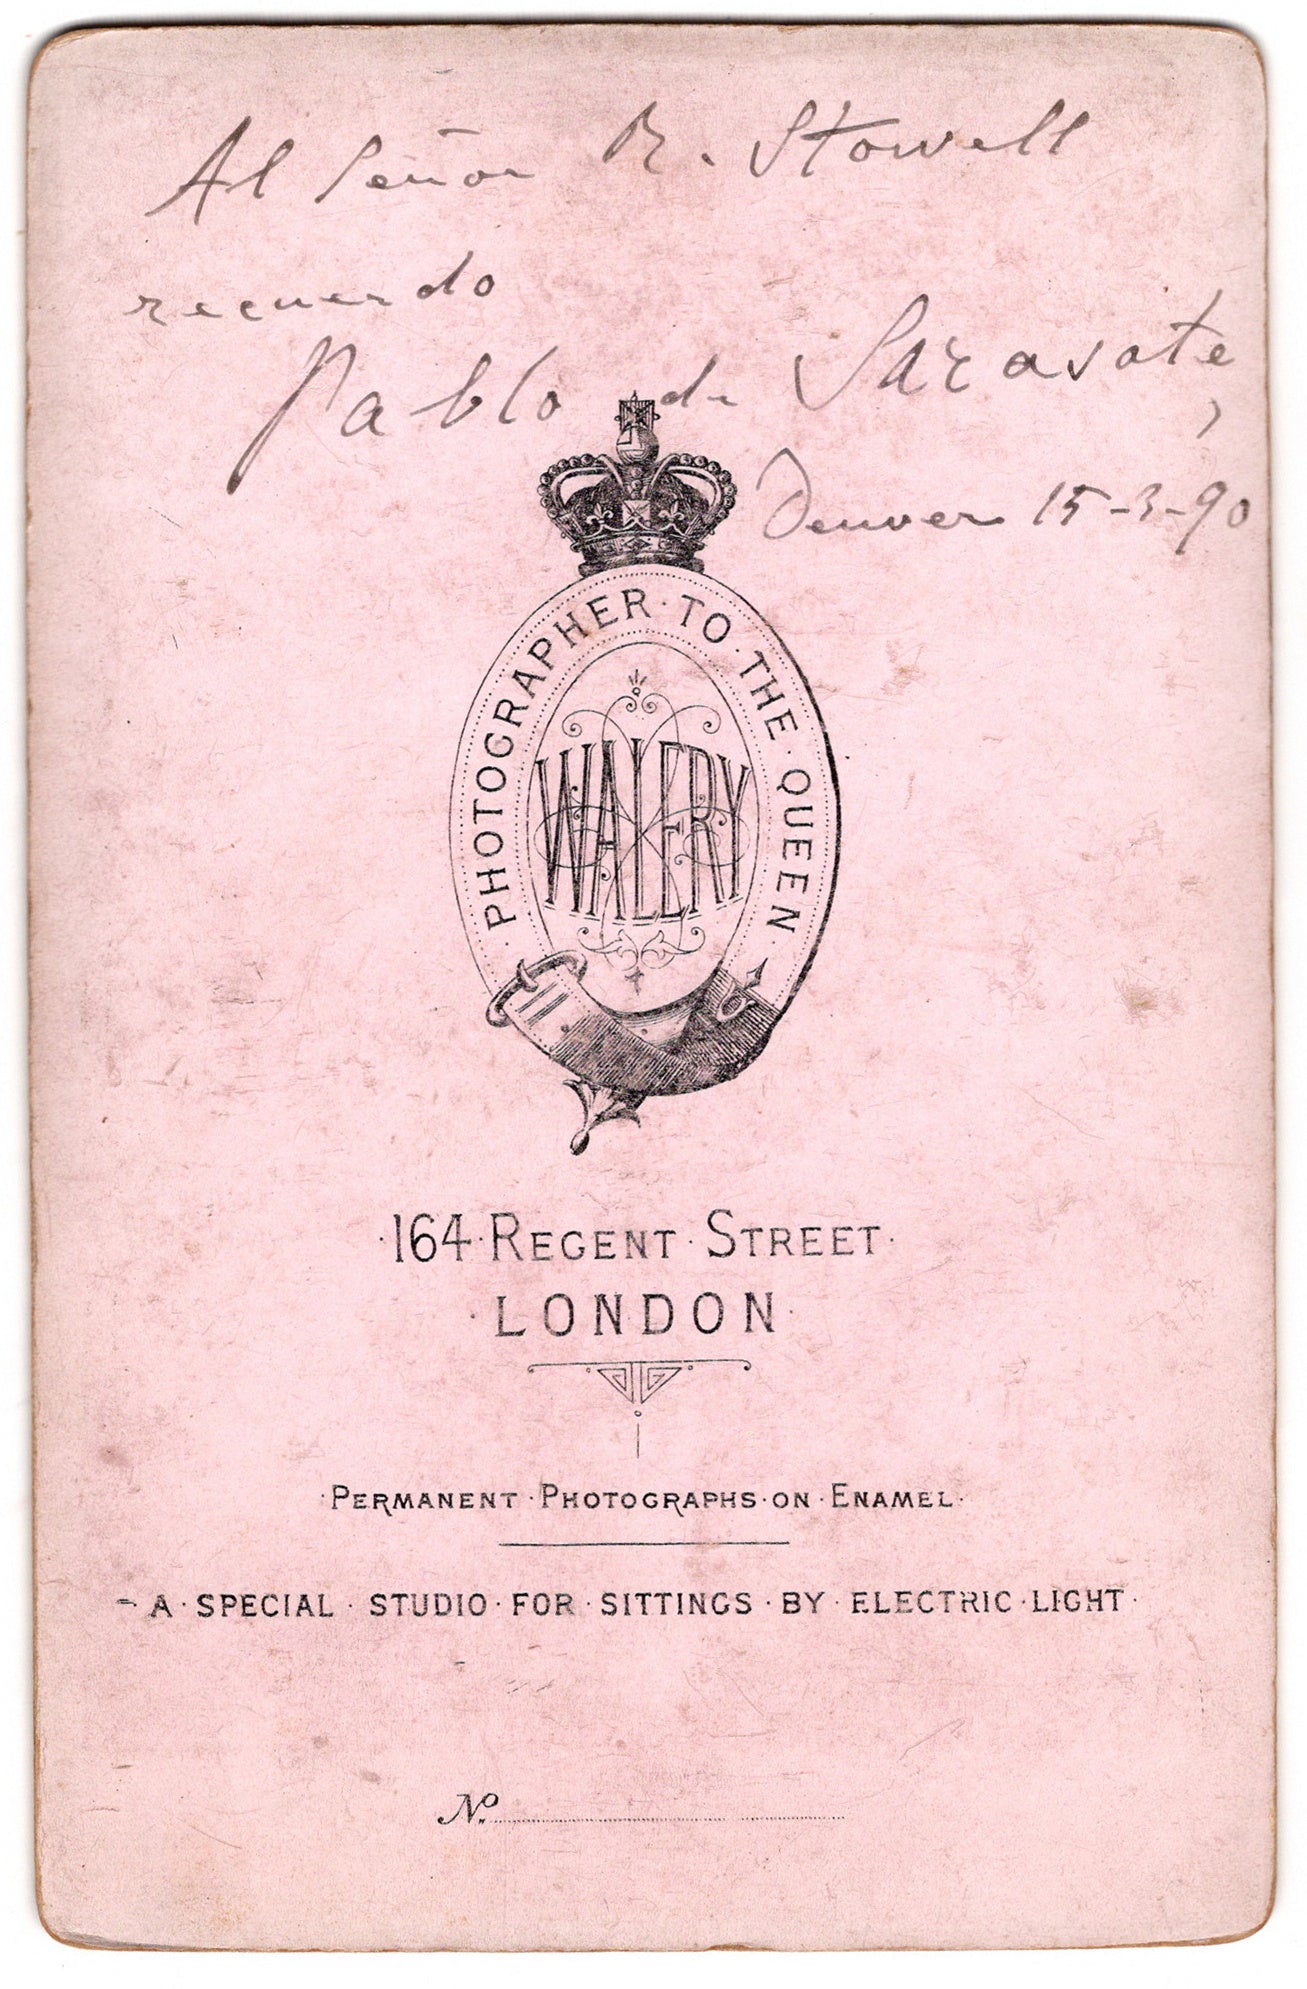 Al Señor R. Stowell
recuerdo
Pablo de Sarasate,
Denver 15-3-90
PHOTOGRAPHER · TO · THE · QUEEN ·
WALERY
· 164 · REGENT · STREET ·
· LONDON ·
· PERMANENT · PHOTOGRAPHS · ON · ENAMEL ·
- A · SPECIAL · STUDIO · FOR · SITTINGS · BY · ELECTRIC · LIGHT ·
No.